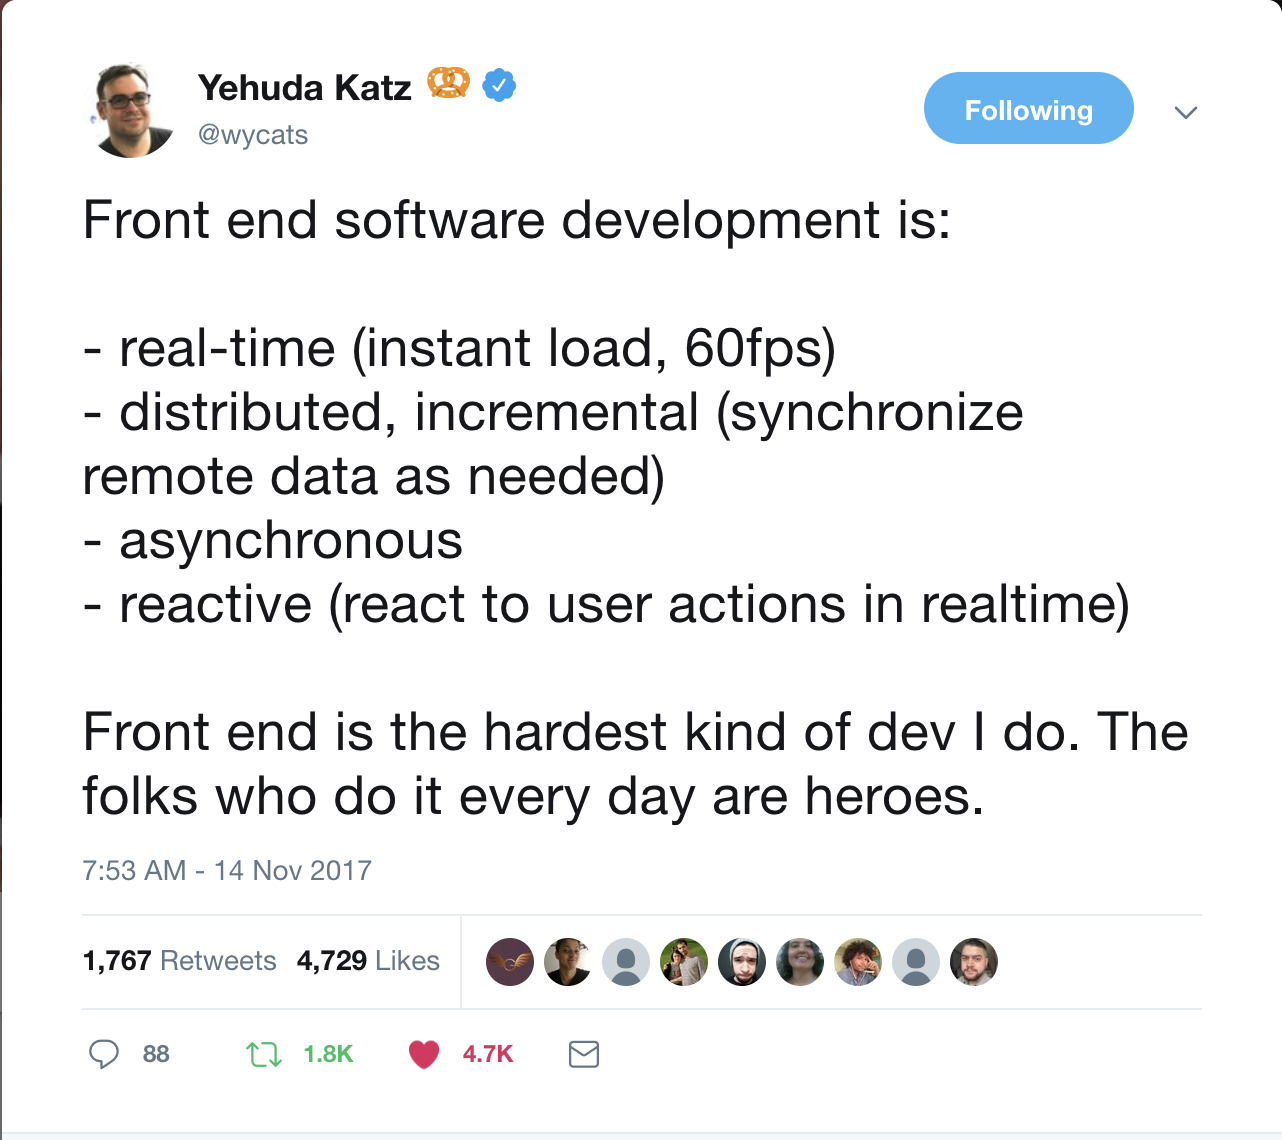 Yehuda Katz 🥨
@wycats
Following
Front end software development is:
- real-time (instant load, 60fps)
- distributed, incremental (synchronize
remote data as needed)
- asynchronous
- reactive (react to user actions in realtime)
Front end is the hardest kind of dev I do. The
folks who do it every day are heroes.
7:53 AM - 14 Nov 2017
1,767 Retweets 4,729 Likes
88 1.8K 4.7K